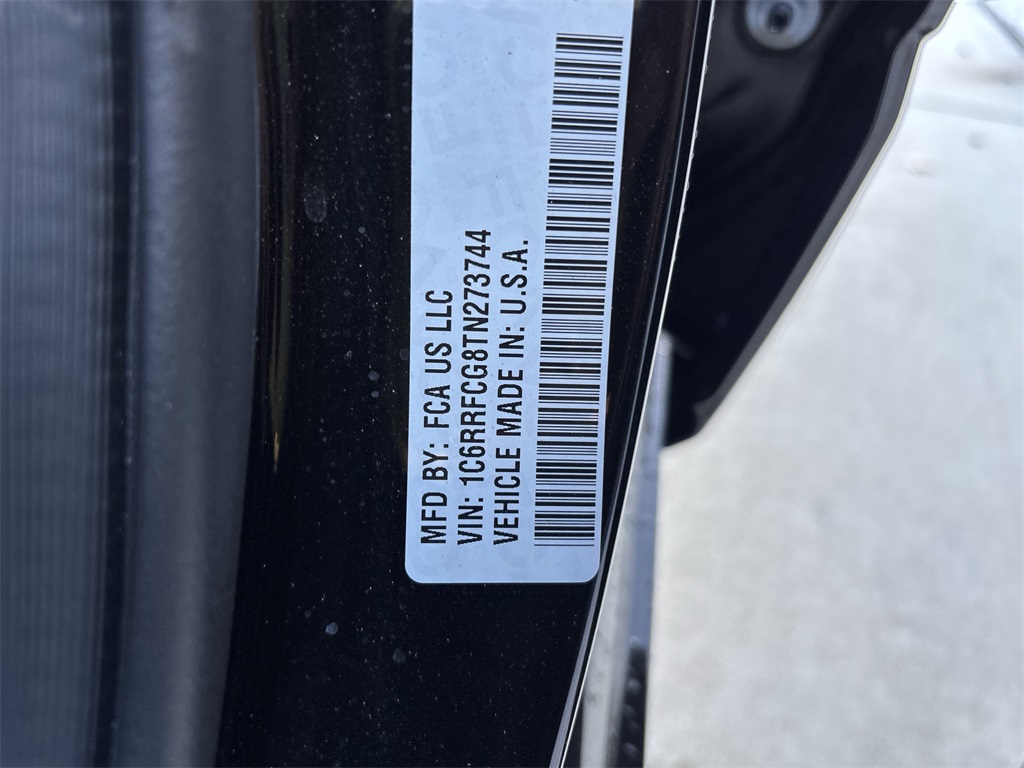 MFD BY: FCA US LLC
VIN: 1C6RRFCG8TN273744
VEHICLE MADE IN: U.S.A.